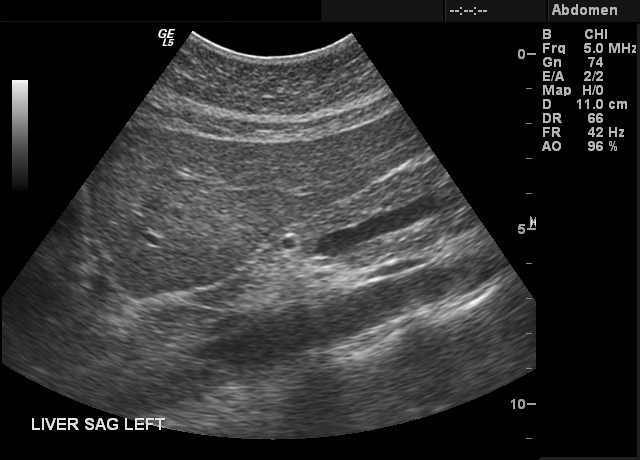 --:--:--
Abdomen
GE
L5
B CHI
Frq 5.0 MHz
Gn 74
E/A 2/2
Map H/0
D 11.0 cm
DR 66
FR 42 Hz
AO 96 %
0
5
10
LIVER SAG LEFT